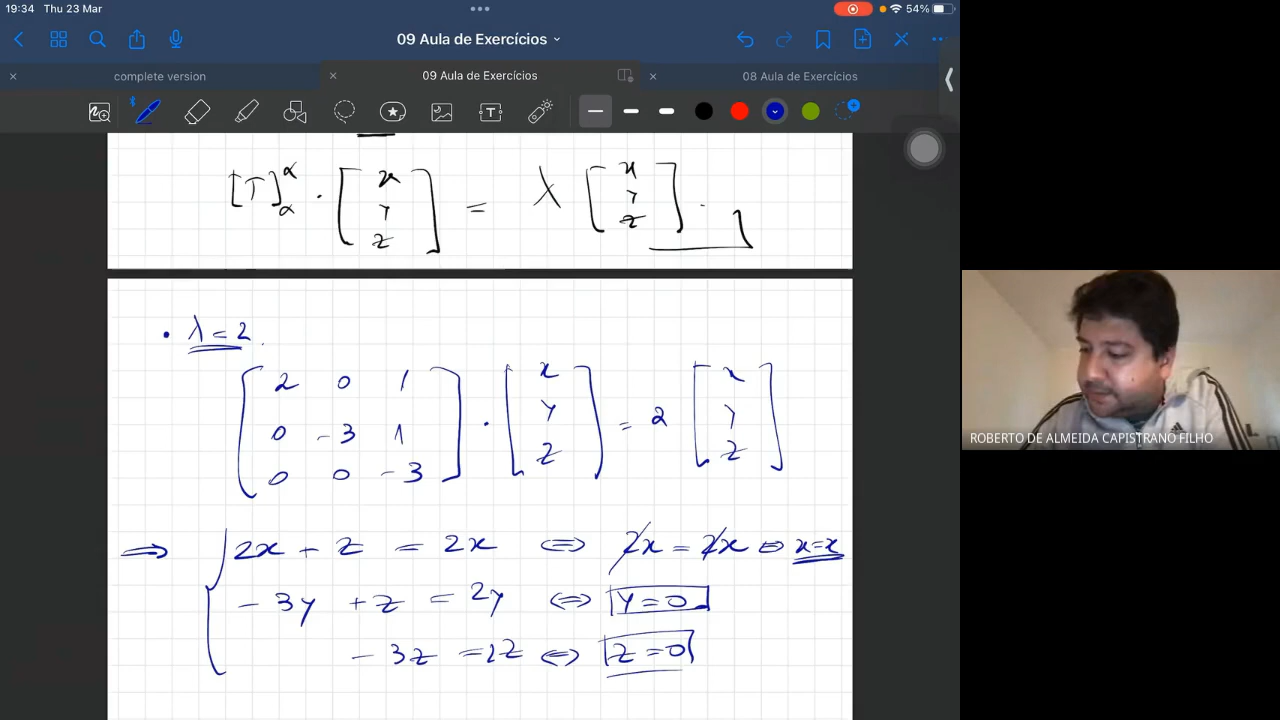 19:34 Thu 23 Mar
54%
09 Aula de Exercícios
complete version
09 Aula de Exercícios
08 Aula de Exercícios
[T]^α_α · [x y z] = λ [x y z] .
• λ = 2.
[2 0 1; 0 -3 1; 0 0 -3] · [x y z] = 2 [x y z]
⇒ { 2x + z = 2x ⇔ 2x = 2x ⇔ x=x
-3y + z = 2y ⇔ y = 0
-3z = 2z ⇔ z = 0
ROBERTO DE ALMEIDA CAPISTRANO FILHO